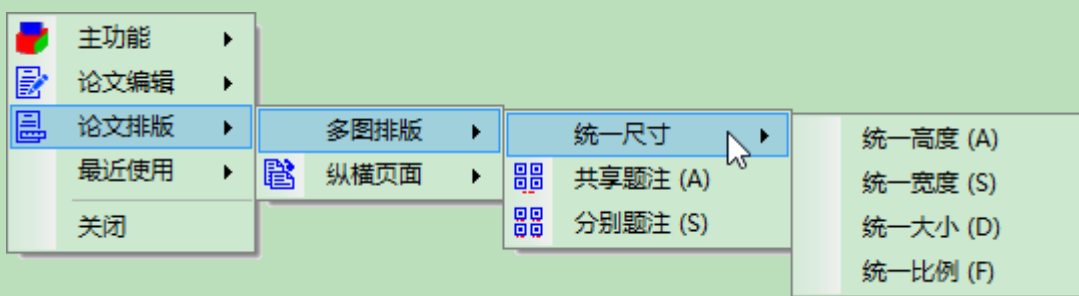 主功能
论文编辑
论文排版
最近使用
关闭
多图排版
纵横页面
统一尺寸
共享题注 (A)
分别题注 (S)
统一高度 (A)
统一宽度 (S)
统一大小 (D)
统一比例 (F)